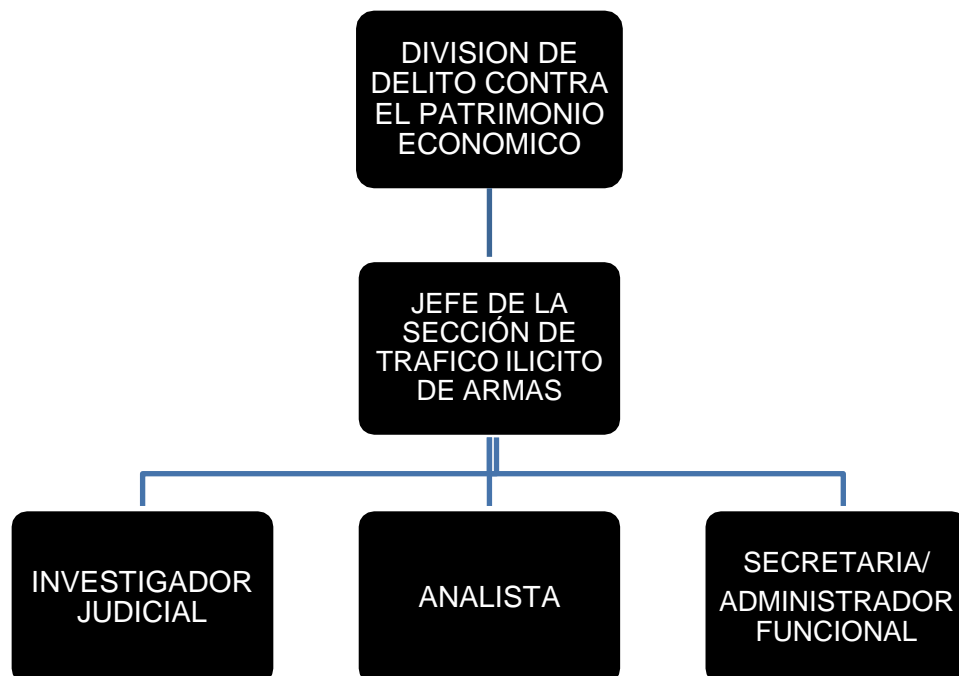 DIVISION DE
DELITO CONTRA
EL PATRIMONIO
ECONOMICO
JEFE DE LA
SECCIÓN DE
TRAFICO ILICITO
DE ARMAS
INVESTIGADOR
JUDICIAL
ANALISTA
SECRETARIA/
ADMINISTRADOR
FUNCIONAL